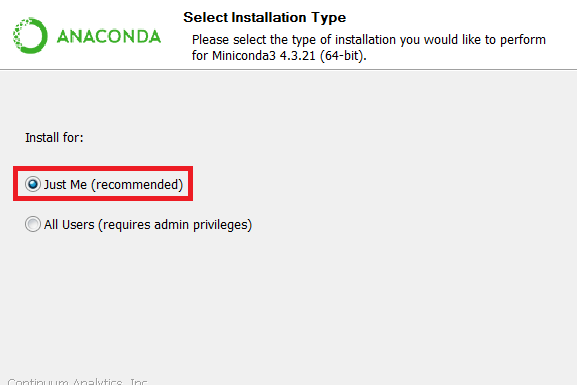 ANACONDA
Select Installation Type
Please select the type of installation you would like to perform
for Miniconda3 4.3.21 (64-bit).
Install for:
Just Me (recommended)
All Users (requires admin privileges)
Continuum Analytics, Inc.